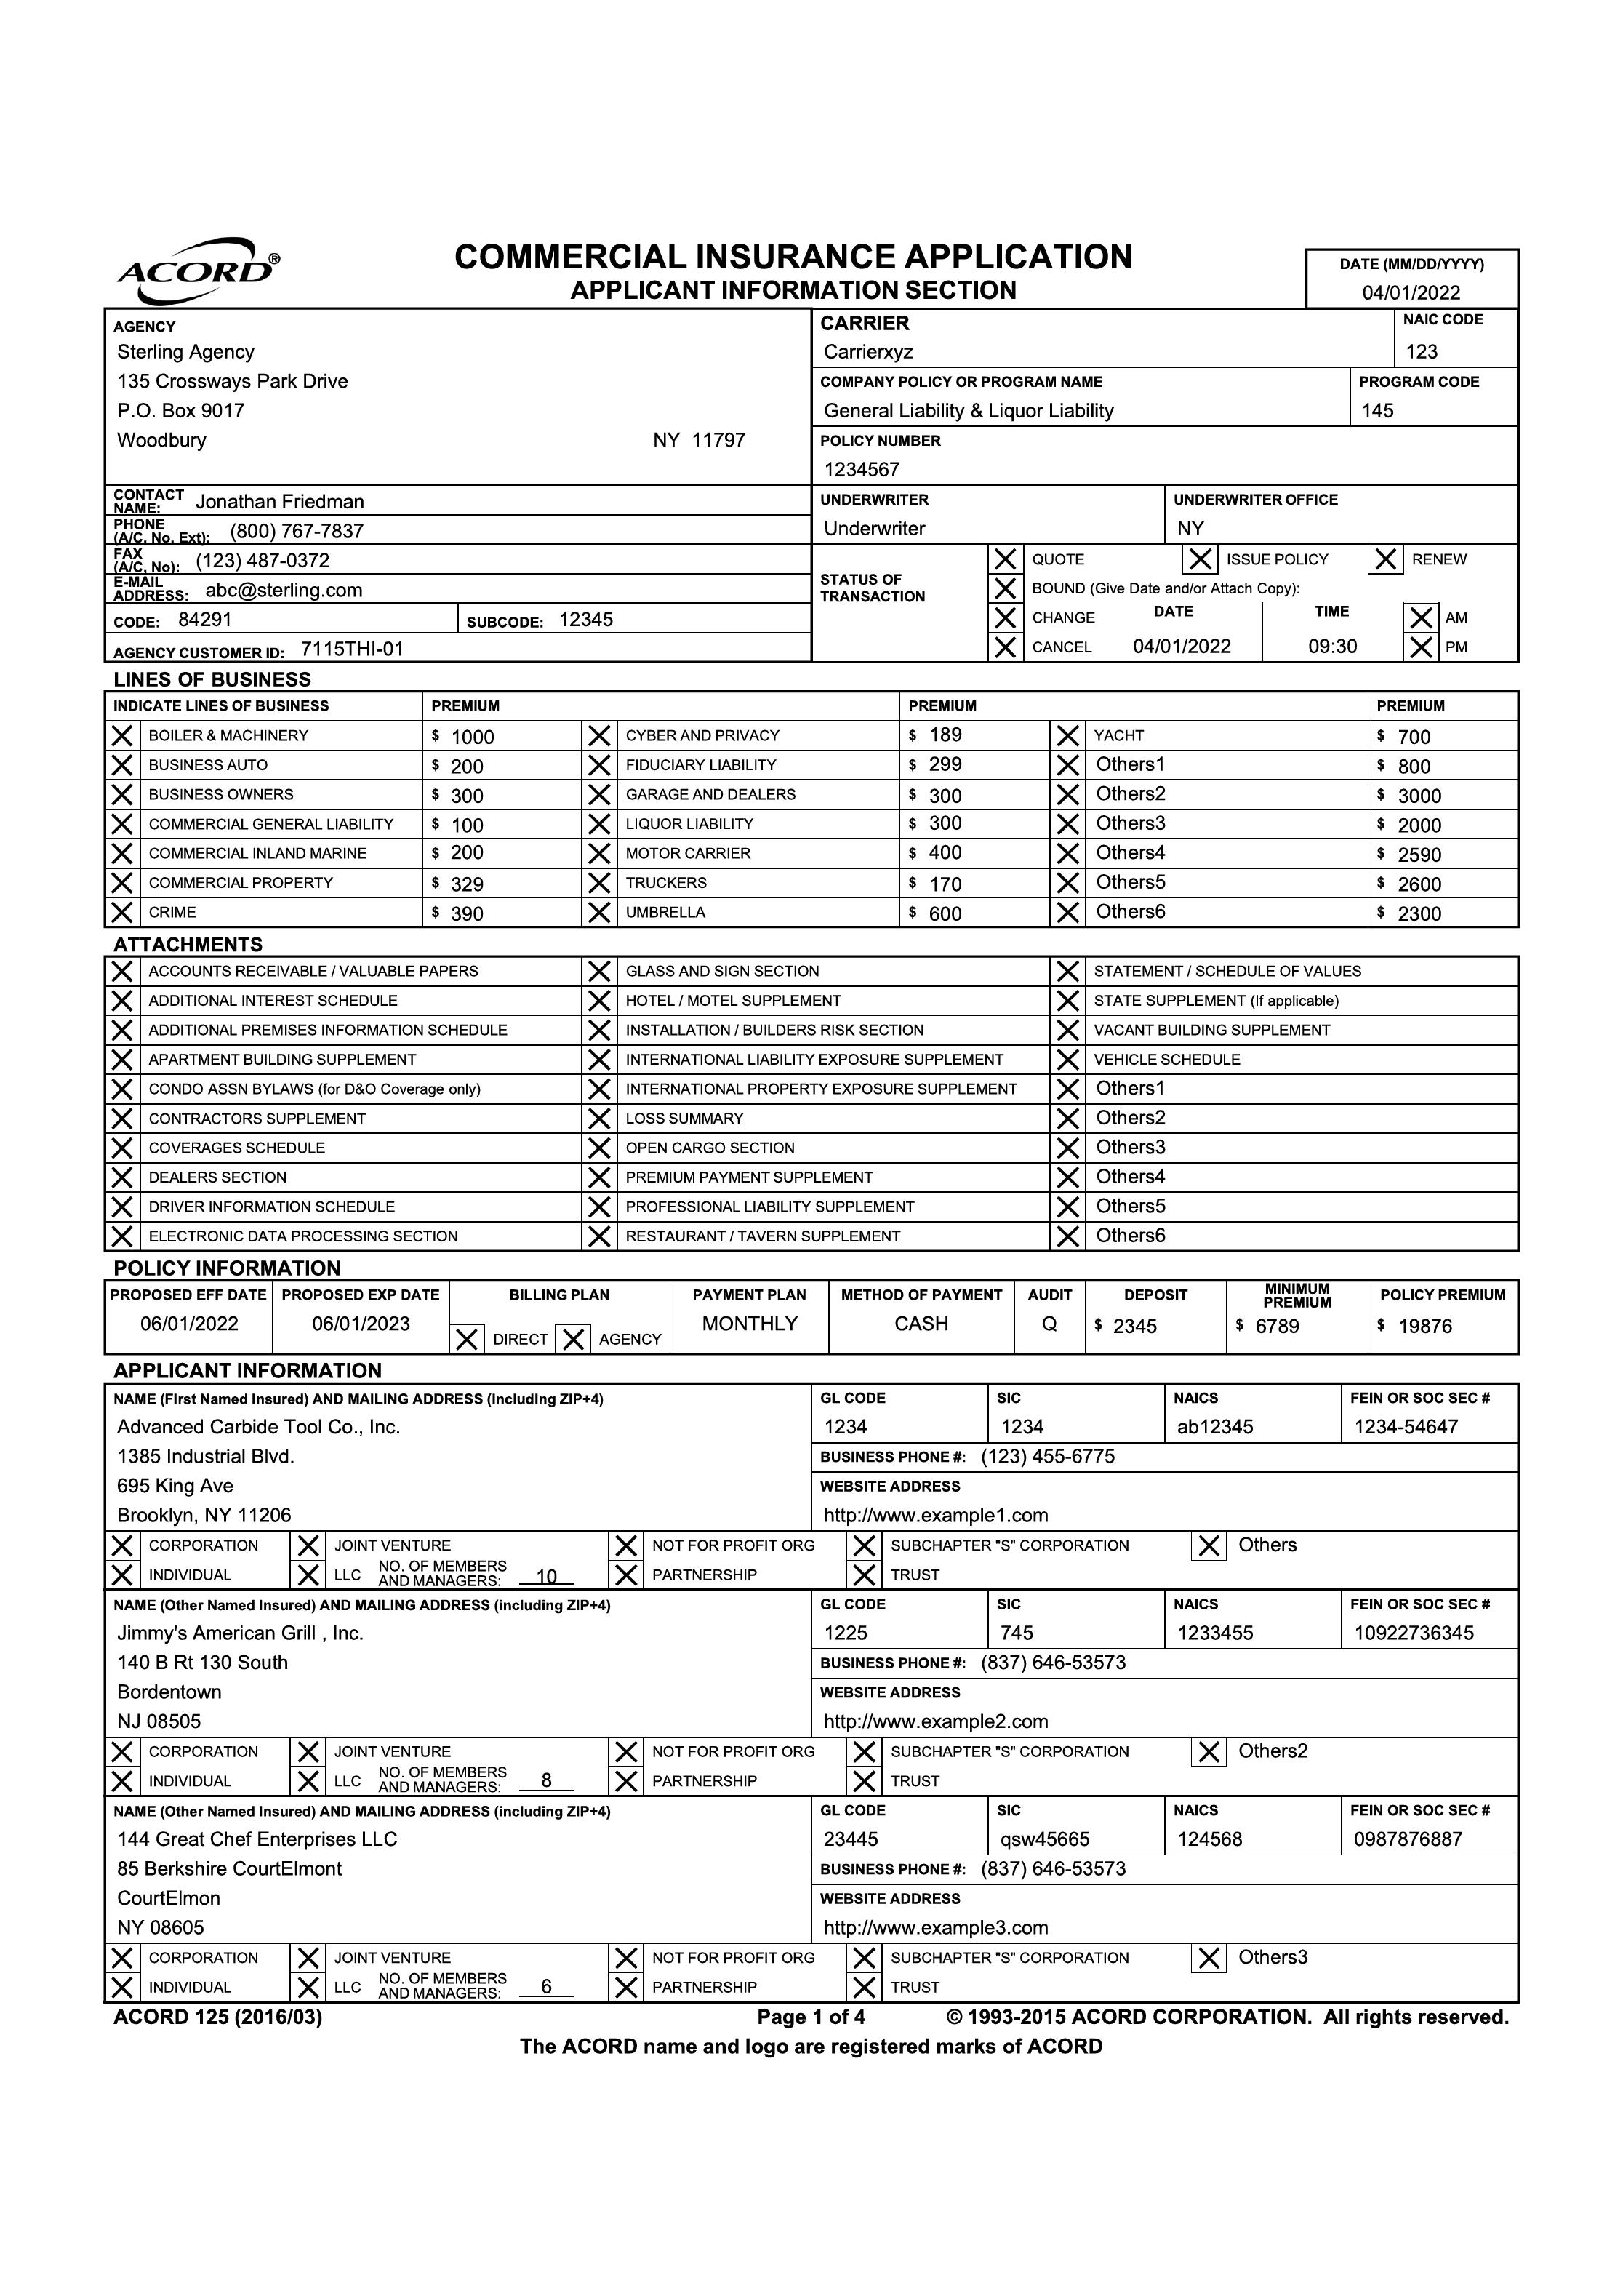 ACORD®
COMMERCIAL INSURANCE APPLICATION
APPLICANT INFORMATION SECTION
DATE (MM/DD/YYYY)
04/01/2022
AGENCY
Sterling Agency
135 Crossways Park Drive
P.O. Box 9017
Woodbury NY 11797
CARRIER NAIC CODE
Carrierxyz 123
COMPANY POLICY OR PROGRAM NAME PROGRAM CODE
General Liability & Liquor Liability 145
POLICY NUMBER
1234567
CONTACT NAME: Jonathan Friedman
PHONE (A/C, No, Ext): (800) 767-7837
FAX (A/C, No): (123) 487-0372
E-MAIL ADDRESS: abc@sterling.com
CODE: 84291 SUBCODE: 12345
AGENCY CUSTOMER ID: 7115THI-01
UNDERWRITER UNDERWRITER OFFICE
Underwriter NY
STATUS OF TRANSACTION
QUOTE ISSUE POLICY RENEW
BOUND (Give Date and/or Attach Copy):
CHANGE DATE TIME AM
CANCEL 04/01/2022 09:30 PM
LINES OF BUSINESS
INDICATE LINES OF BUSINESS PREMIUM PREMIUM PREMIUM
BOILER & MACHINERY $ 1000 CYBER AND PRIVACY $ 189 YACHT $ 700
BUSINESS AUTO $ 200 FIDUCIARY LIABILITY $ 299 Others1 $ 800
BUSINESS OWNERS $ 300 GARAGE AND DEALERS $ 300 Others2 $ 3000
COMMERCIAL GENERAL LIABILITY $ 100 LIQUOR LIABILITY $ 300 Others3 $ 2000
COMMERCIAL INLAND MARINE $ 200 MOTOR CARRIER $ 400 Others4 $ 2590
COMMERCIAL PROPERTY $ 329 TRUCKERS $ 170 Others5 $ 2600
CRIME $ 390 UMBRELLA $ 600 Others6 $ 2300
ATTACHMENTS
ACCOUNTS RECEIVABLE / VALUABLE PAPERS GLASS AND SIGN SECTION STATEMENT / SCHEDULE OF VALUES
ADDITIONAL INTEREST SCHEDULE HOTEL / MOTEL SUPPLEMENT STATE SUPPLEMENT (If applicable)
ADDITIONAL PREMISES INFORMATION SCHEDULE INSTALLATION / BUILDERS RISK SECTION VACANT BUILDING SUPPLEMENT
APARTMENT BUILDING SUPPLEMENT INTERNATIONAL LIABILITY EXPOSURE SUPPLEMENT VEHICLE SCHEDULE
CONDO ASSN BYLAWS (for D&O Coverage only) INTERNATIONAL PROPERTY EXPOSURE SUPPLEMENT Others1
CONTRACTORS SUPPLEMENT LOSS SUMMARY Others2
COVERAGES SCHEDULE OPEN CARGO SECTION Others3
DEALERS SECTION PREMIUM PAYMENT SUPPLEMENT Others4
DRIVER INFORMATION SCHEDULE PROFESSIONAL LIABILITY SUPPLEMENT Others5
ELECTRONIC DATA PROCESSING SECTION RESTAURANT / TAVERN SUPPLEMENT Others6
POLICY INFORMATION
PROPOSED EFF DATE PROPOSED EXP DATE BILLING PLAN PAYMENT PLAN METHOD OF PAYMENT AUDIT DEPOSIT MINIMUM PREMIUM POLICY PREMIUM
06/01/2022 06/01/2023 DIRECT AGENCY MONTHLY CASH Q $ 2345 $ 6789 $ 19876
APPLICANT INFORMATION
NAME (First Named Insured) AND MAILING ADDRESS (including ZIP+4) GL CODE SIC NAICS FEIN OR SOC SEC #
Advanced Carbide Tool Co., Inc. 1234 1234 ab12345 1234-54647
1385 Industrial Blvd. BUSINESS PHONE #: (123) 455-6775
695 King Ave WEBSITE ADDRESS
Brooklyn, NY 11206 http://www.example1.com
CORPORATION JOINT VENTURE NOT FOR PROFIT ORG SUBCHAPTER "S" CORPORATION Others
INDIVIDUAL LLC NO. OF MEMBERS AND MANAGERS: 10 PARTNERSHIP TRUST
NAME (Other Named Insured) AND MAILING ADDRESS (including ZIP+4) GL CODE SIC NAICS FEIN OR SOC SEC #
Jimmy's American Grill , Inc. 1225 745 1233455 10922736345
140 B Rt 130 South BUSINESS PHONE #: (837) 646-53573
Bordentown WEBSITE ADDRESS
NJ 08505 http://www.example2.com
CORPORATION JOINT VENTURE NOT FOR PROFIT ORG SUBCHAPTER "S" CORPORATION Others2
INDIVIDUAL LLC NO. OF MEMBERS AND MANAGERS: 8 PARTNERSHIP TRUST
NAME (Other Named Insured) AND MAILING ADDRESS (including ZIP+4) GL CODE SIC NAICS FEIN OR SOC SEC #
144 Great Chef Enterprises LLC 23445 qsw45665 124568 0987876887
85 Berkshire CourtElmont BUSINESS PHONE #: (837) 646-53573
CourtElmon WEBSITE ADDRESS
NY 08605 http://www.example3.com
CORPORATION JOINT VENTURE NOT FOR PROFIT ORG SUBCHAPTER "S" CORPORATION Others3
INDIVIDUAL LLC NO. OF MEMBERS AND MANAGERS: 6 PARTNERSHIP TRUST
ACORD 125 (2016/03) Page 1 of 4 © 1993-2015 ACORD CORPORATION. All rights reserved.
The ACORD name and logo are registered marks of ACORD